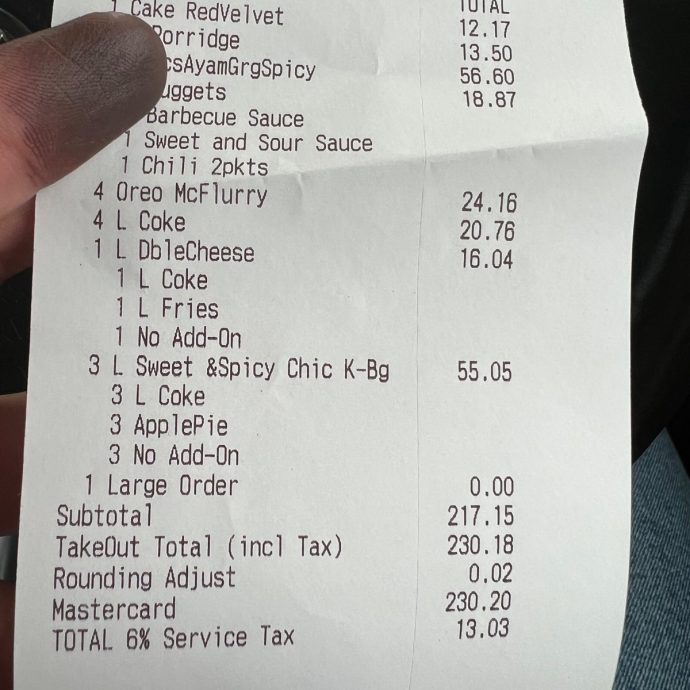 TOTAL
1 Cake RedVelvet 12.17
Porridge 13.50
csAyamGrgSpicy 56.60
uggets 18.87
Barbecue Sauce
1 Sweet and Sour Sauce
1 Chili 2pkts
4 Oreo McFlurry 24.16
4 L Coke 20.76
1 L DbleCheese 16.04
1 L Coke
1 L Fries
1 No Add-On
3 L Sweet &Spicy Chic K-Bg 55.05
3 L Coke
3 ApplePie
3 No Add-On
1 Large Order 0.00
Subtotal 217.15
TakeOut Total (incl Tax) 230.18
Rounding Adjust 0.02
Mastercard 230.20
TOTAL 6% Service Tax 13.03